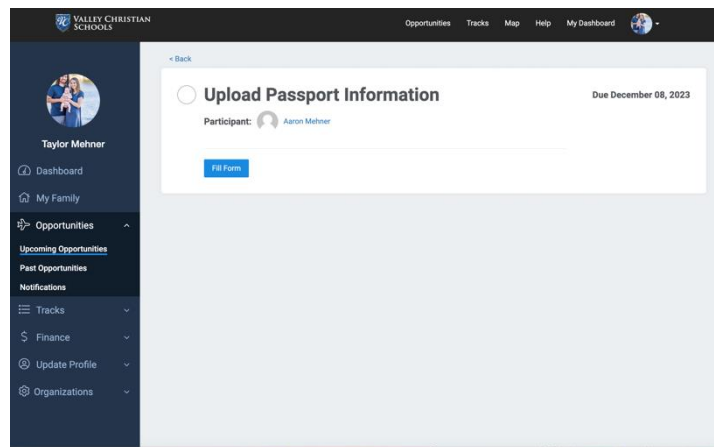 VALLEY CHRISTIAN
SCHOOLS
Opportunities Tracks Map Help My Dashboard
< Back
Upload Passport Information
Due December 08, 2023
Participant: Aaron Mehner
Fill Form
Taylor Mehner
Dashboard
My Family
Opportunities
Upcoming Opportunities
Past Opportunities
Notifications
Tracks
Finance
Update Profile
Organizations